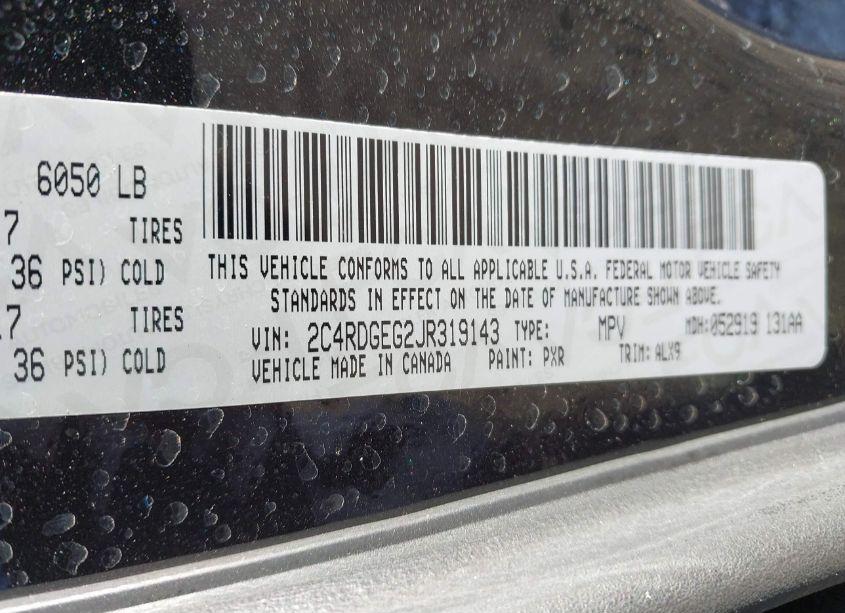 6050 LB
7 TIRES
36 PSI) COLD
7 TIRES
36 PSI) COLD
THIS VEHICLE CONFORMS TO ALL APPLICABLE U.S.A. FEDERAL MOTOR VEHICLE SAFETY
STANDARDS IN EFFECT ON THE DATE OF MANUFACTURE SHOWN ABOVE.
VIN: 2C4RDGEG2JR319143 TYPE: MPV MDH:052919 131AA
VEHICLE MADE IN CANADA PAINT: PXR TRIM: ALX9